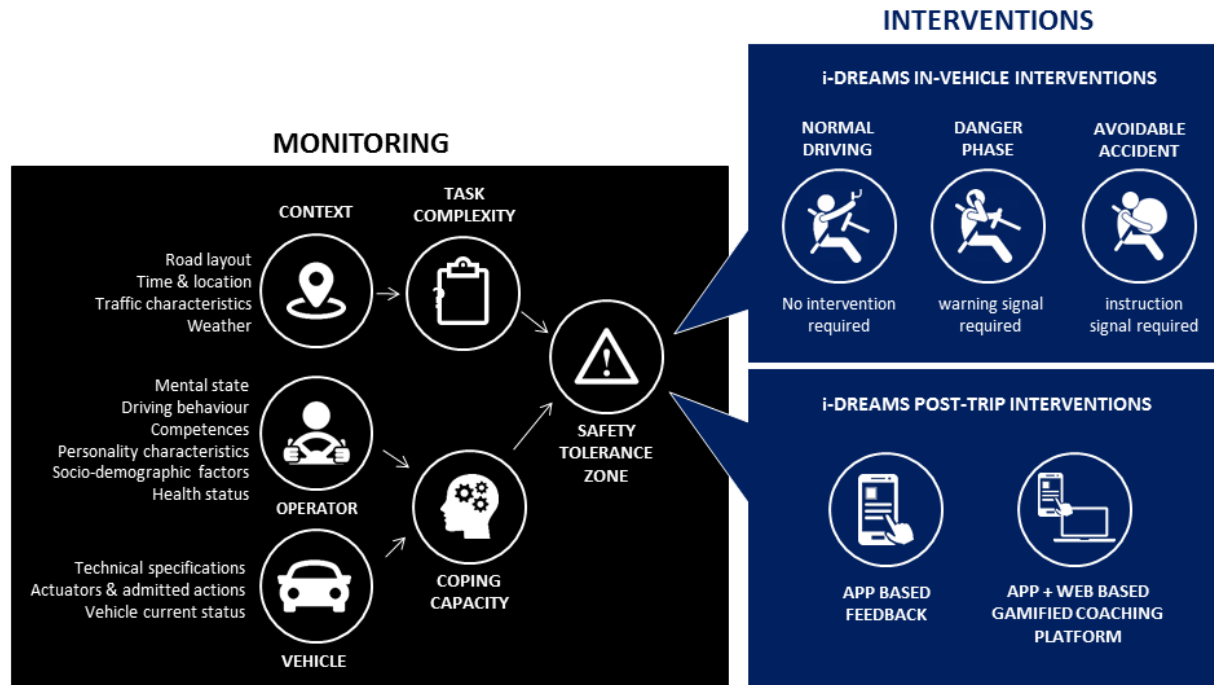 INTERVENTIONS
i-DREAMS IN-VEHICLE INTERVENTIONS
NORMAL
DRIVING
DANGER
PHASE
AVOIDABLE
ACCIDENT
No intervention
required
warning signal
required
instruction
signal required
i-DREAMS POST-TRIP INTERVENTIONS
APP BASED
FEEDBACK
APP + WEB BASED
GAMIFIED COACHING
PLATFORM
MONITORING
CONTEXT
TASK
COMPLEXITY
Road layout
Time & location
Traffic characteristics
Weather
?
Mental state
Driving behaviour
Competences
Personality characteristics
Socio-demographic factors
Health status
OPERATOR
!
SAFETY
TOLERANCE
ZONE
Technical specifications
Actuators & admitted actions
Vehicle current status
VEHICLE
COPING
CAPACITY